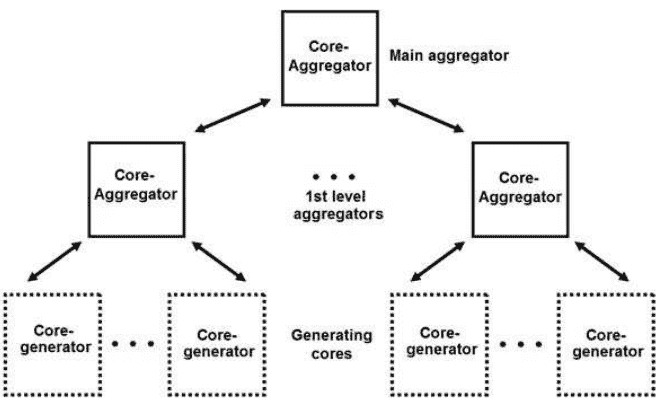 Core-
Aggregator
Main aggregator
Core-
Aggregator
1st level
aggregators
Core-
Aggregator
Core-
generator
Core-
generator
Generating
cores
Core-
generator
Core-
generator